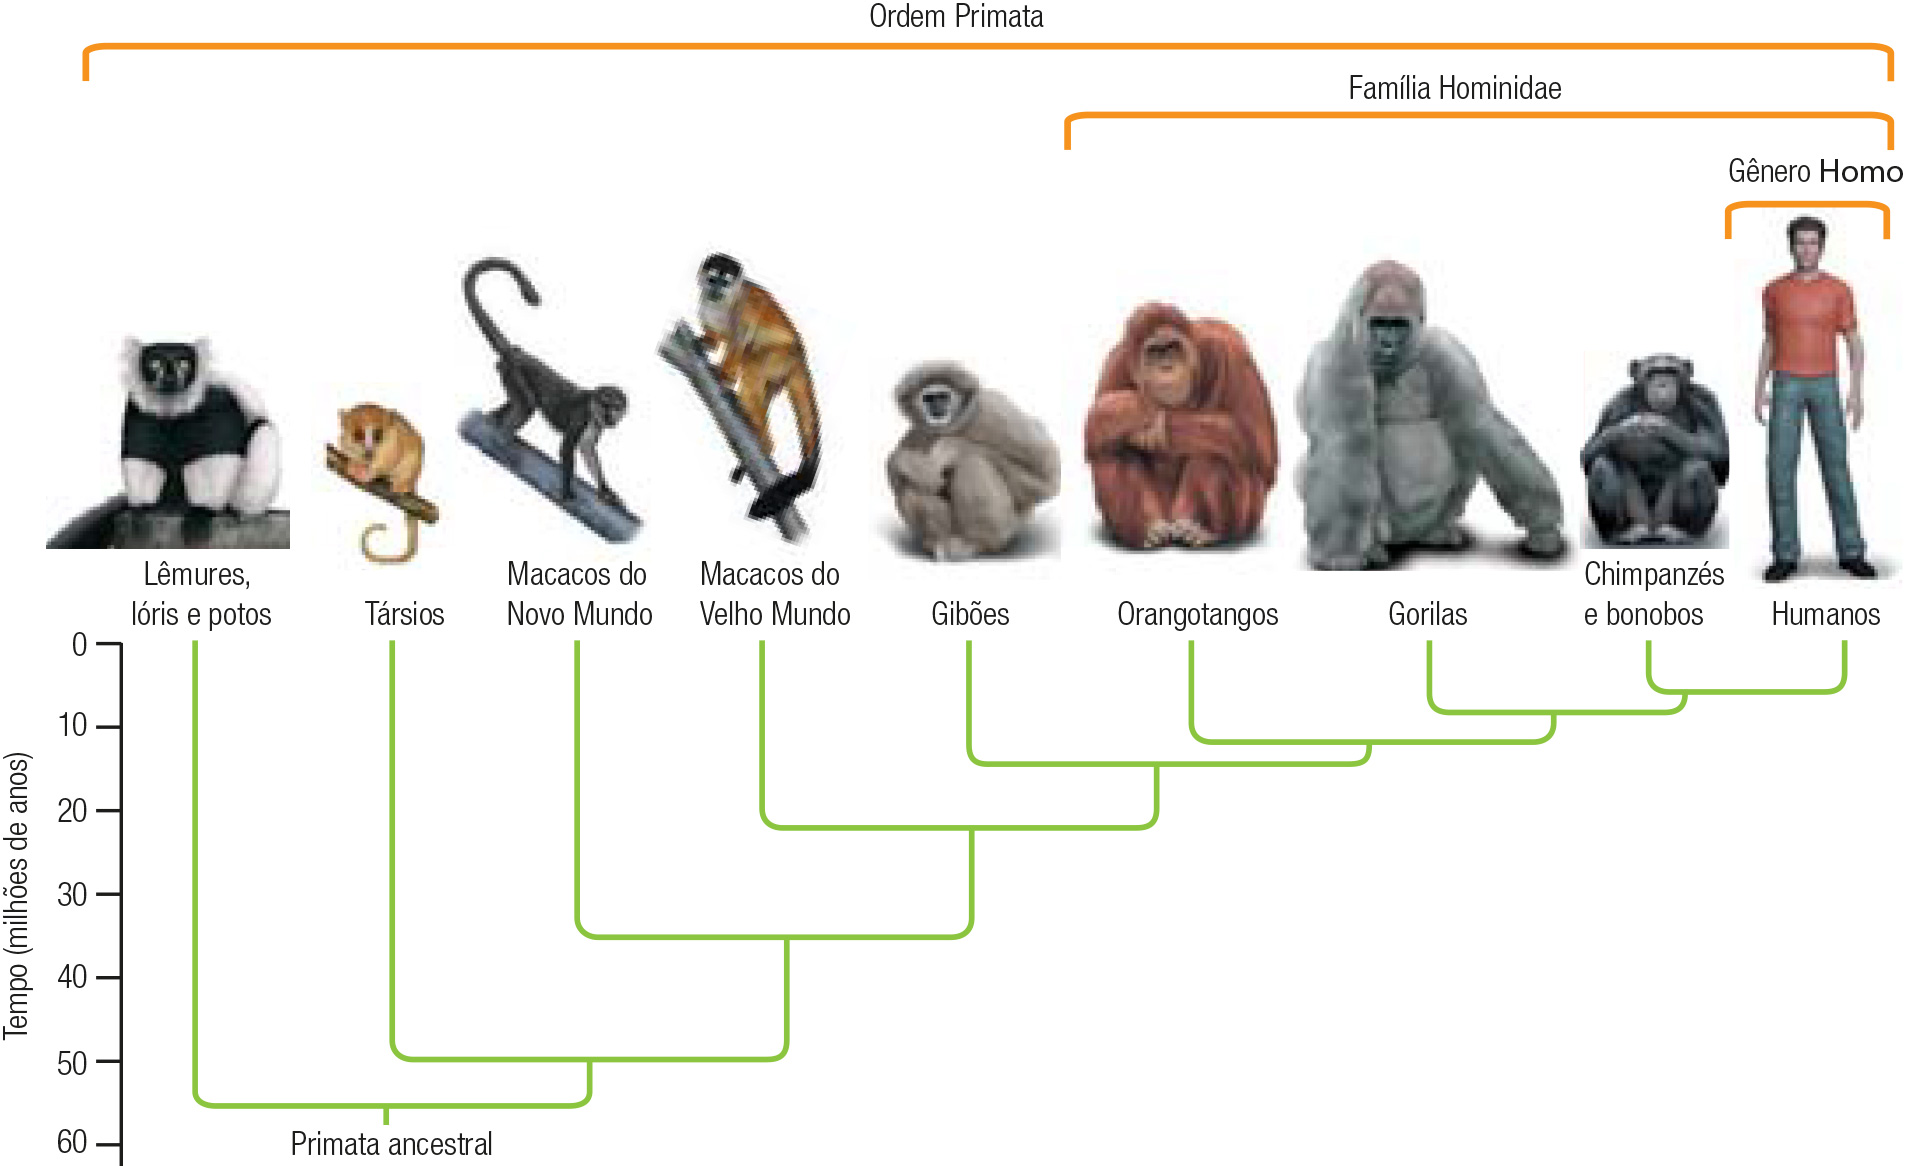 Ordem Primata
Família Hominidae
Gênero Homo
Lêmures,
lóris e potos
Társios
Macacos do
Novo Mundo
Macacos do
Velho Mundo
Gibões
Orangotangos
Gorilas
Chimpanzés
e bonobos
Humanos
0
10
20
30
40
50
60
Tempo (milhões de anos)
Primata ancestral